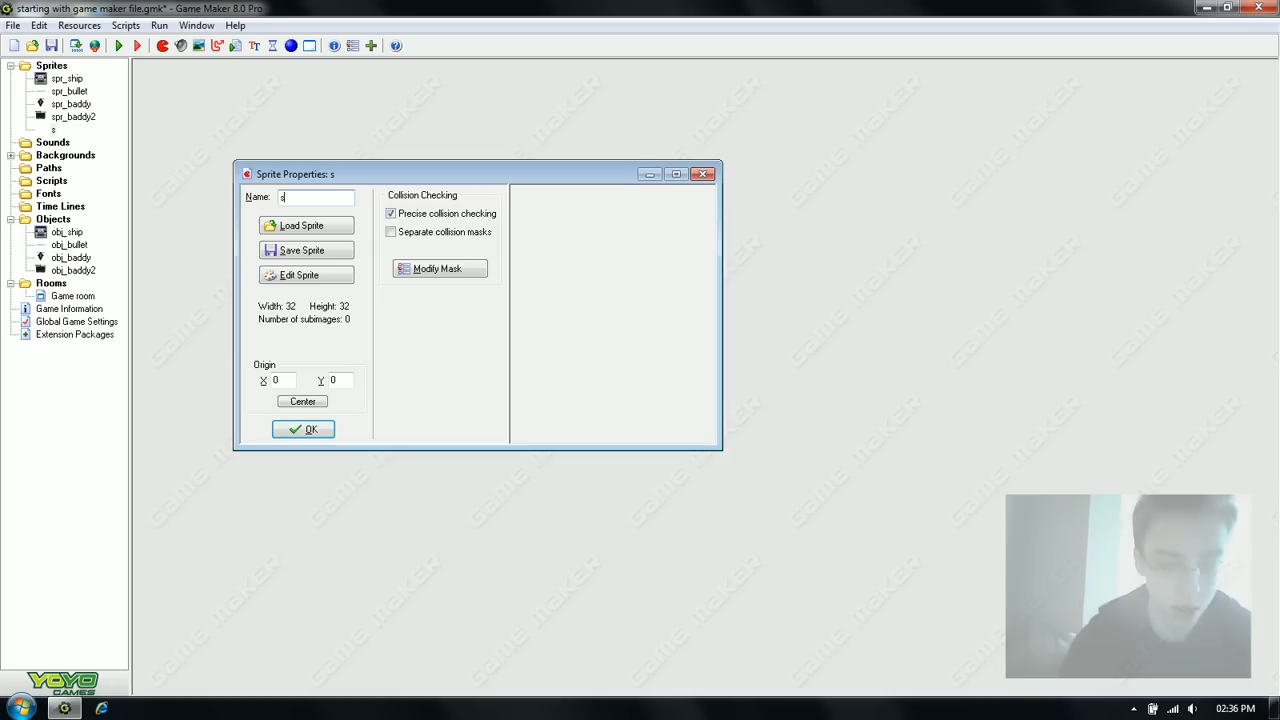 starting with game maker file.gmk* - Game Maker 8.0 Pro
File Edit Resources Scripts Run Window Help
Sprites
spr_ship
spr_bullet
spr_baddy
spr_baddy2
s
Sounds
Backgrounds
Paths
Scripts
Fonts
Time Lines
Objects
obj_ship
obj_bullet
obj_baddy
obj_baddy2
Rooms
Game room
Game Information
Global Game Settings
Extension Packages
Sprite Properties: s
Name: s
Load Sprite
Save Sprite
Edit Sprite
Width: 32 Height: 32
Number of subimages: 0
Origin
X 0 Y 0
Center
OK
Collision Checking
Precise collision checking
Separate collision masks
Modify Mask
GAME MAKER
YOYO
GAMES
02:36 PM